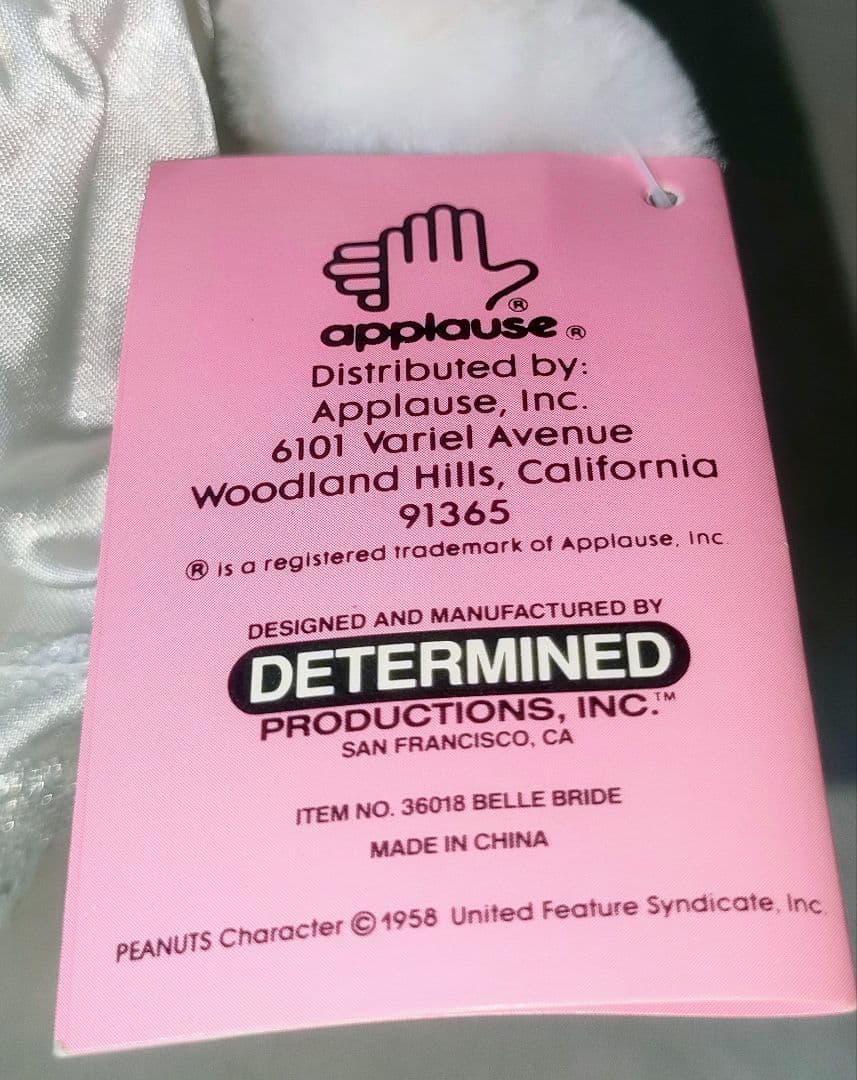 ®
applause ®
Distributed by:
Applause, Inc.
6101 Variel Avenue
Woodland Hills, California
91365
® is a registered trademark of Applause, Inc.
DESIGNED AND MANUFACTURED BY
DETERMINED
PRODUCTIONS, INC.™
SAN FRANCISCO, CA
ITEM NO. 36018 BELLE BRIDE
MADE IN CHINA
PEANUTS Character © 1958 United Feature Syndicate, Inc.